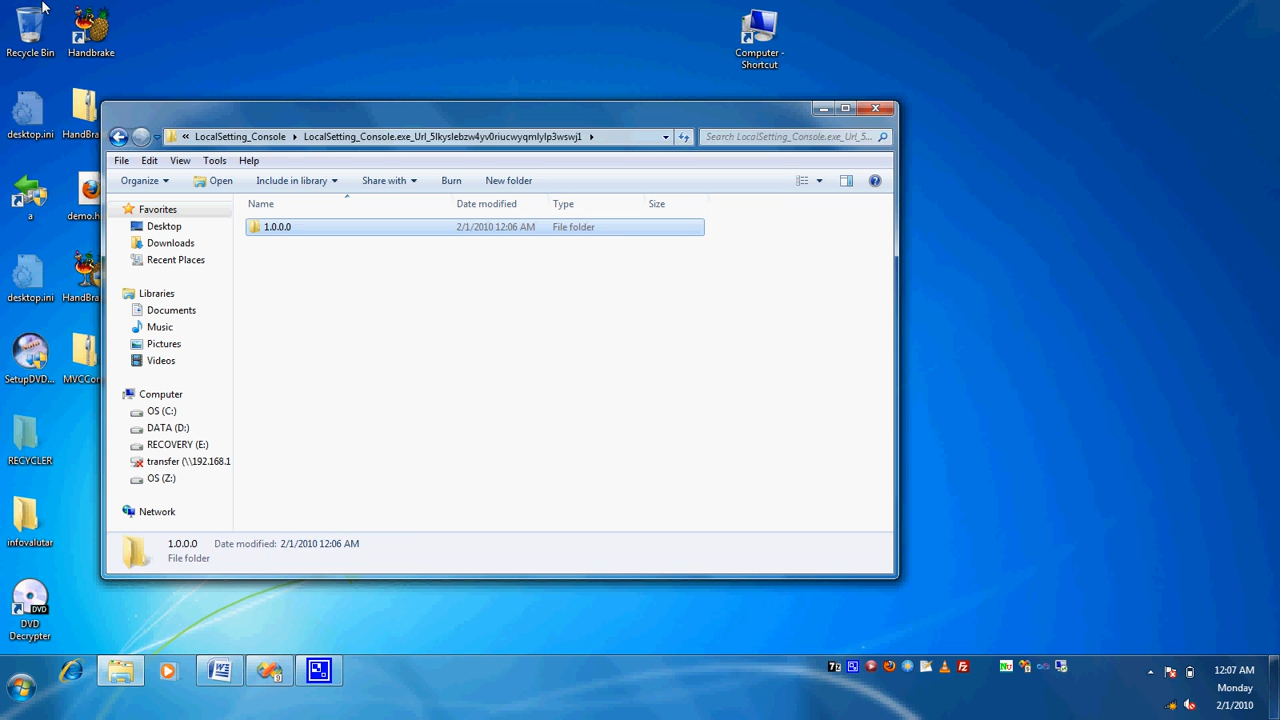 Recycle Bin
Handbrake
Computer -
Shortcut
desktop.ini
HandBra
a
demo.h
desktop.ini
HandBra
SetupDVD...
MVCCon
RECYCLER
infovalutar
DVD
DVD
Decrypter
« LocalSetting_Console
Search LocalSetting_Console.exe_Url_5...
File Edit View Tools Help
Organize Open Include in library Share with Burn New folder
Name Date modified Type Size
1.0.0.0 2/1/2010 12:06 AM File folder
Favorites
Desktop
Downloads
Recent Places
Libraries
Documents
Music
Pictures
Videos
Computer
OS (C:)
DATA (D:)
RECOVERY (E:)
transfer (\\192.168.1
OS (Z:)
Network
1.0.0.0 Date modified: 2/1/2010 12:06 AM
File folder
12:07 AM
Monday
2/1/2010